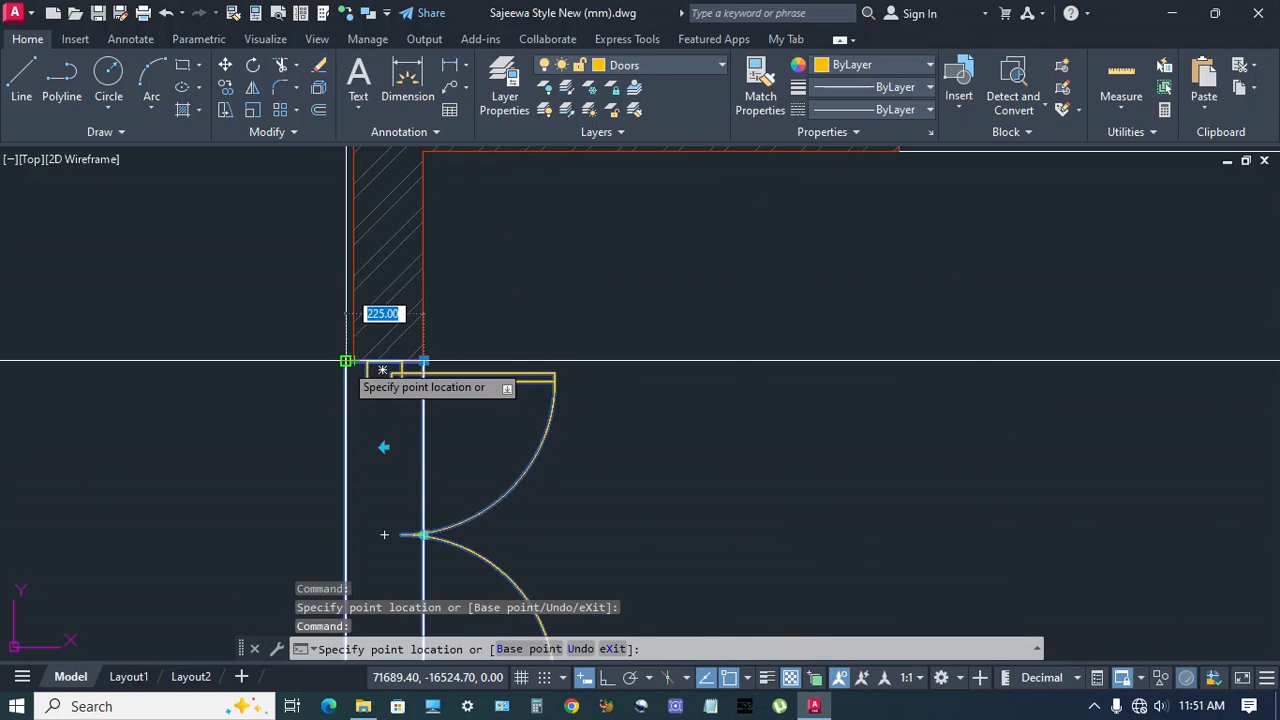 Share
Sajeewa Style New (mm).dwg
Type a keyword or phrase
Sign In
Home
Insert
Annotate
Parametric
Visualize
View
Manage
Output
Add-ins
Collaborate
Express Tools
Featured Apps
My Tab
Line
Polyline
Circle
Arc
Text
Dimension
Layer
Properties
Doors
Match
Properties
ByLayer
ByLayer
ByLayer
Insert
Detect and
Convert
Measure
Paste
Draw
Modify
Annotation
Layers
Properties
Block
Utilities
Clipboard
[−][Top][2D Wireframe]
225.00
Specify point location or
Y
X
Command:
Specify point location or [Base point/Undo/eXit]:
Command:
Specify point location or [Base point Undo eXit]:
Model
Layout1
Layout2
71689.40, -16524.70, 0.00
1:1
Decimal
Search
11:51 AM